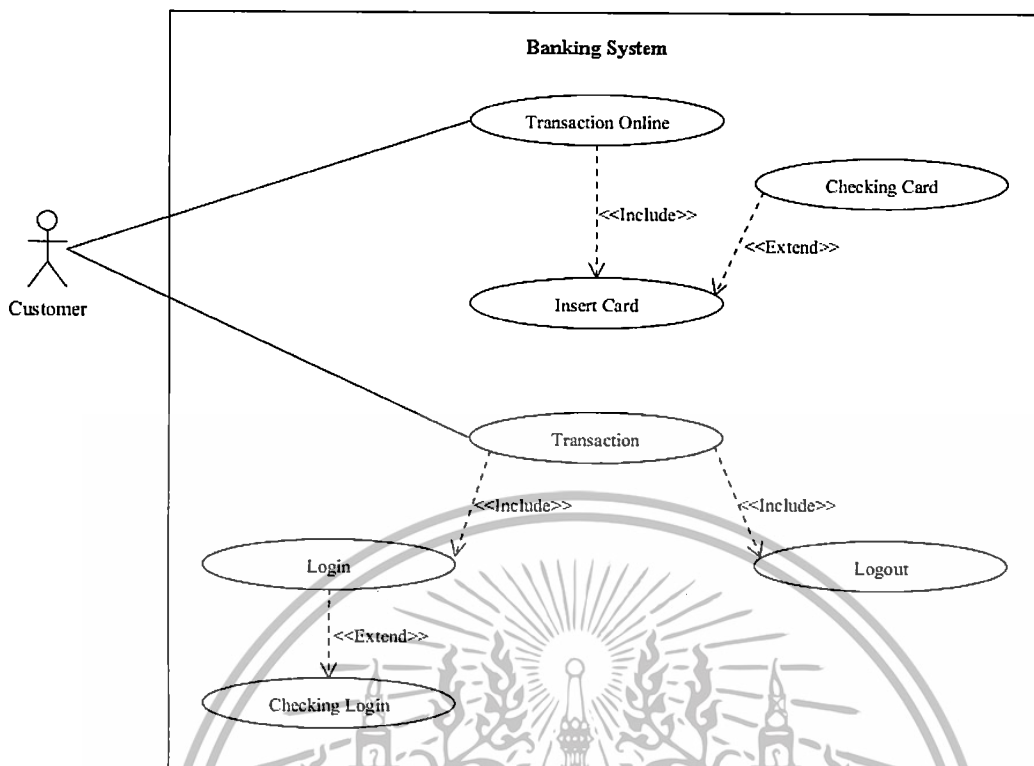 Banking System
Transaction Online
Checking Card
<<Include>>
<<Extend>>
Customer
Insert Card
Transaction
<<Include>>
<<Include>>
Login
Logout
<<Extend>>
Checking Login